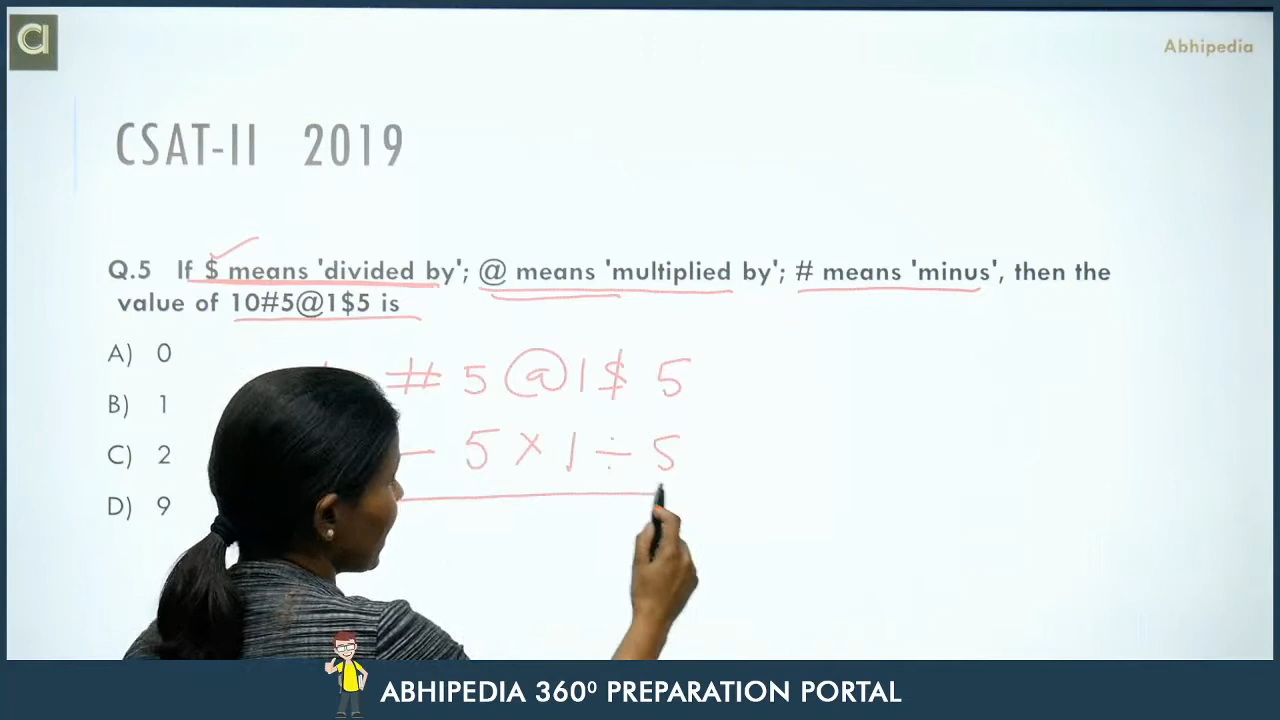 Abhipedia
CSAT-II 2019
Q.5 If $ means 'divided by'; @ means 'multiplied by'; # means 'minus', then the
value of 10#5@1$5 is
A) 0
B) 1
C) 2
D) 9
# 5 @ 1 $ 5
- 5 × 1 ÷ 5
ABHIPEDIA 360⁰ PREPARATION PORTAL